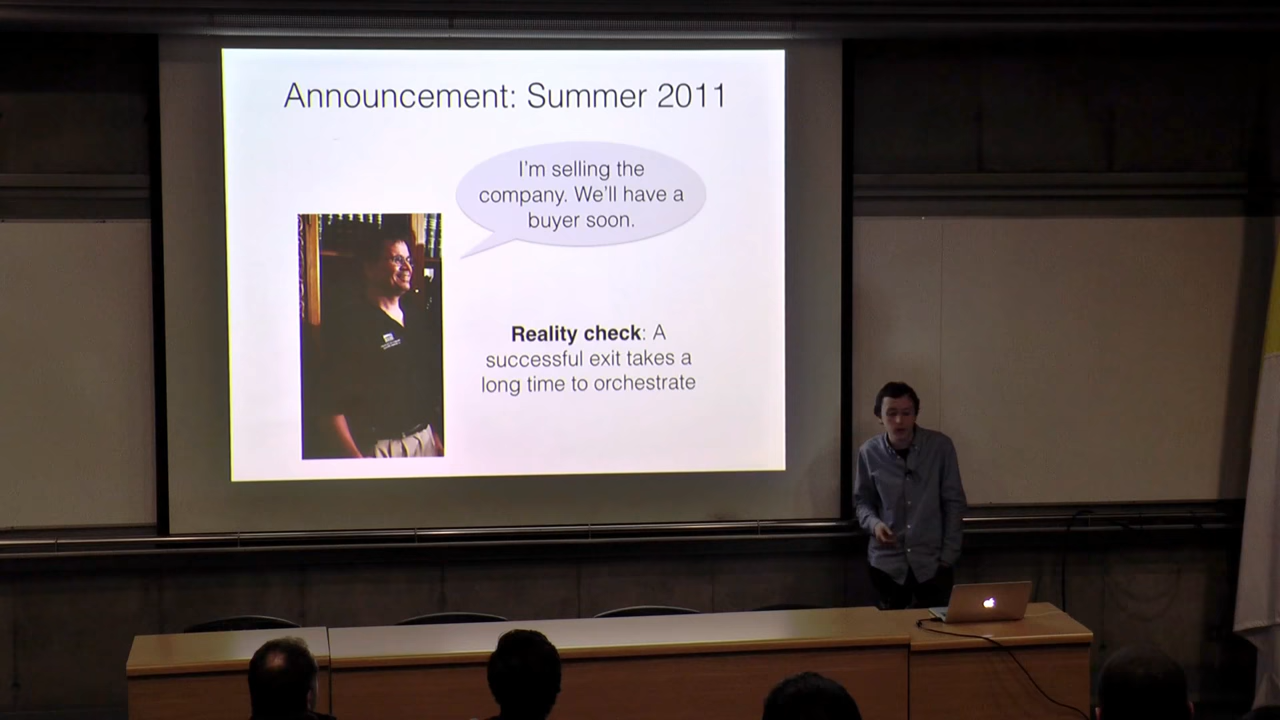 Announcement: Summer 2011
I'm selling the
company. We'll have a
buyer soon.
Reality check: A
successful exit takes a
long time to orchestrate